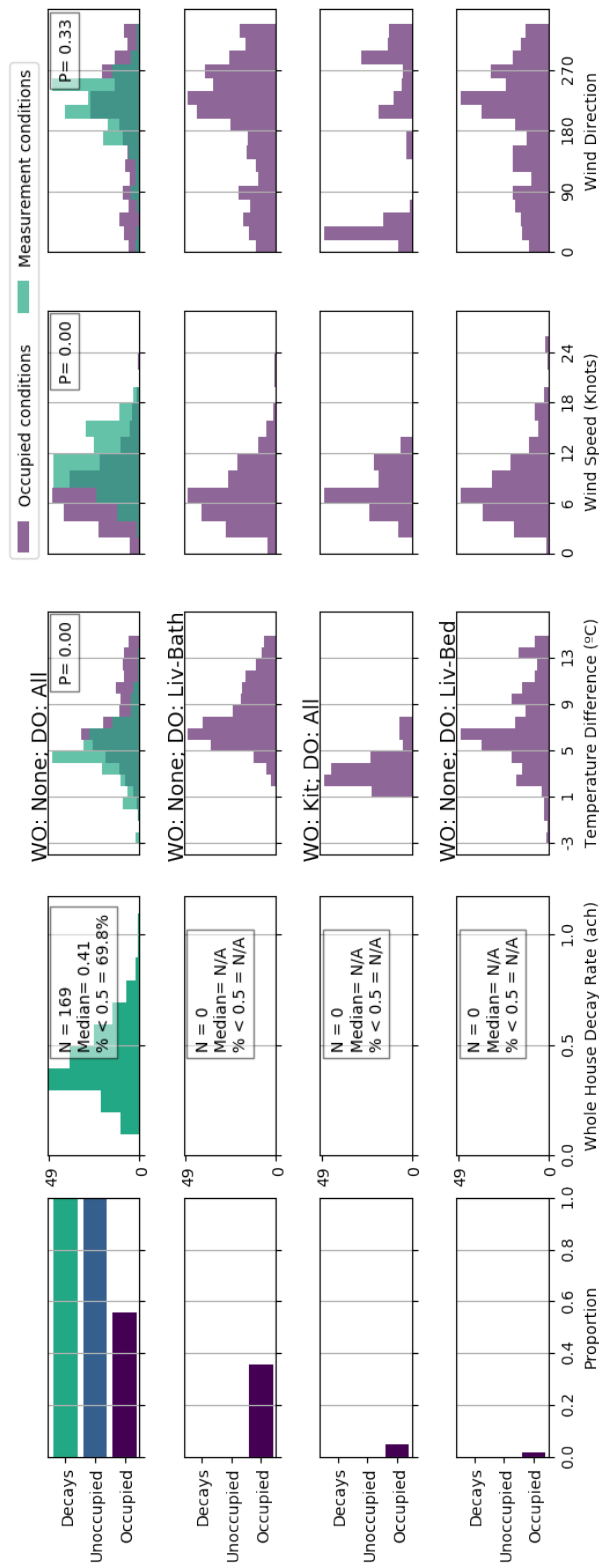 Occupied conditions
Measurement conditions
WO: None; DO: All
Decays
Unoccupied
Occupied
49
0
N = 169
Median= 0.41
% < 0.5 = 69.8%
P= 0.00
P= 0.00
P= 0.33
WO: None; DO: Liv-Bath
Decays
Unoccupied
Occupied
49
0
N = 0
Median= N/A
% < 0.5 = N/A
WO: Kit; DO: All
Decays
Unoccupied
Occupied
49
0
N = 0
Median= N/A
% < 0.5 = N/A
WO: None; DO: Liv-Bed
Decays
Unoccupied
Occupied
49
0
N = 0
Median= N/A
% < 0.5 = N/A
0.0 0.2 0.4 0.6 0.8 1.0
Proportion
0.0 0.5 1.0
Whole House Decay Rate (ach)
-3 1 5 9 13
Temperature Difference (ºC)
0 6 12 18 24
Wind Speed (Knots)
0 90 180 270
Wind Direction